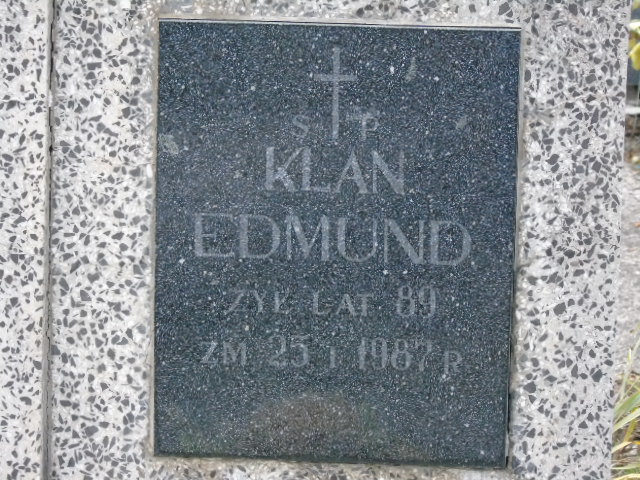 Ś P
KLAN
EDMUND
ŻYŁ LAT 89
ZM 25 I 1987 R